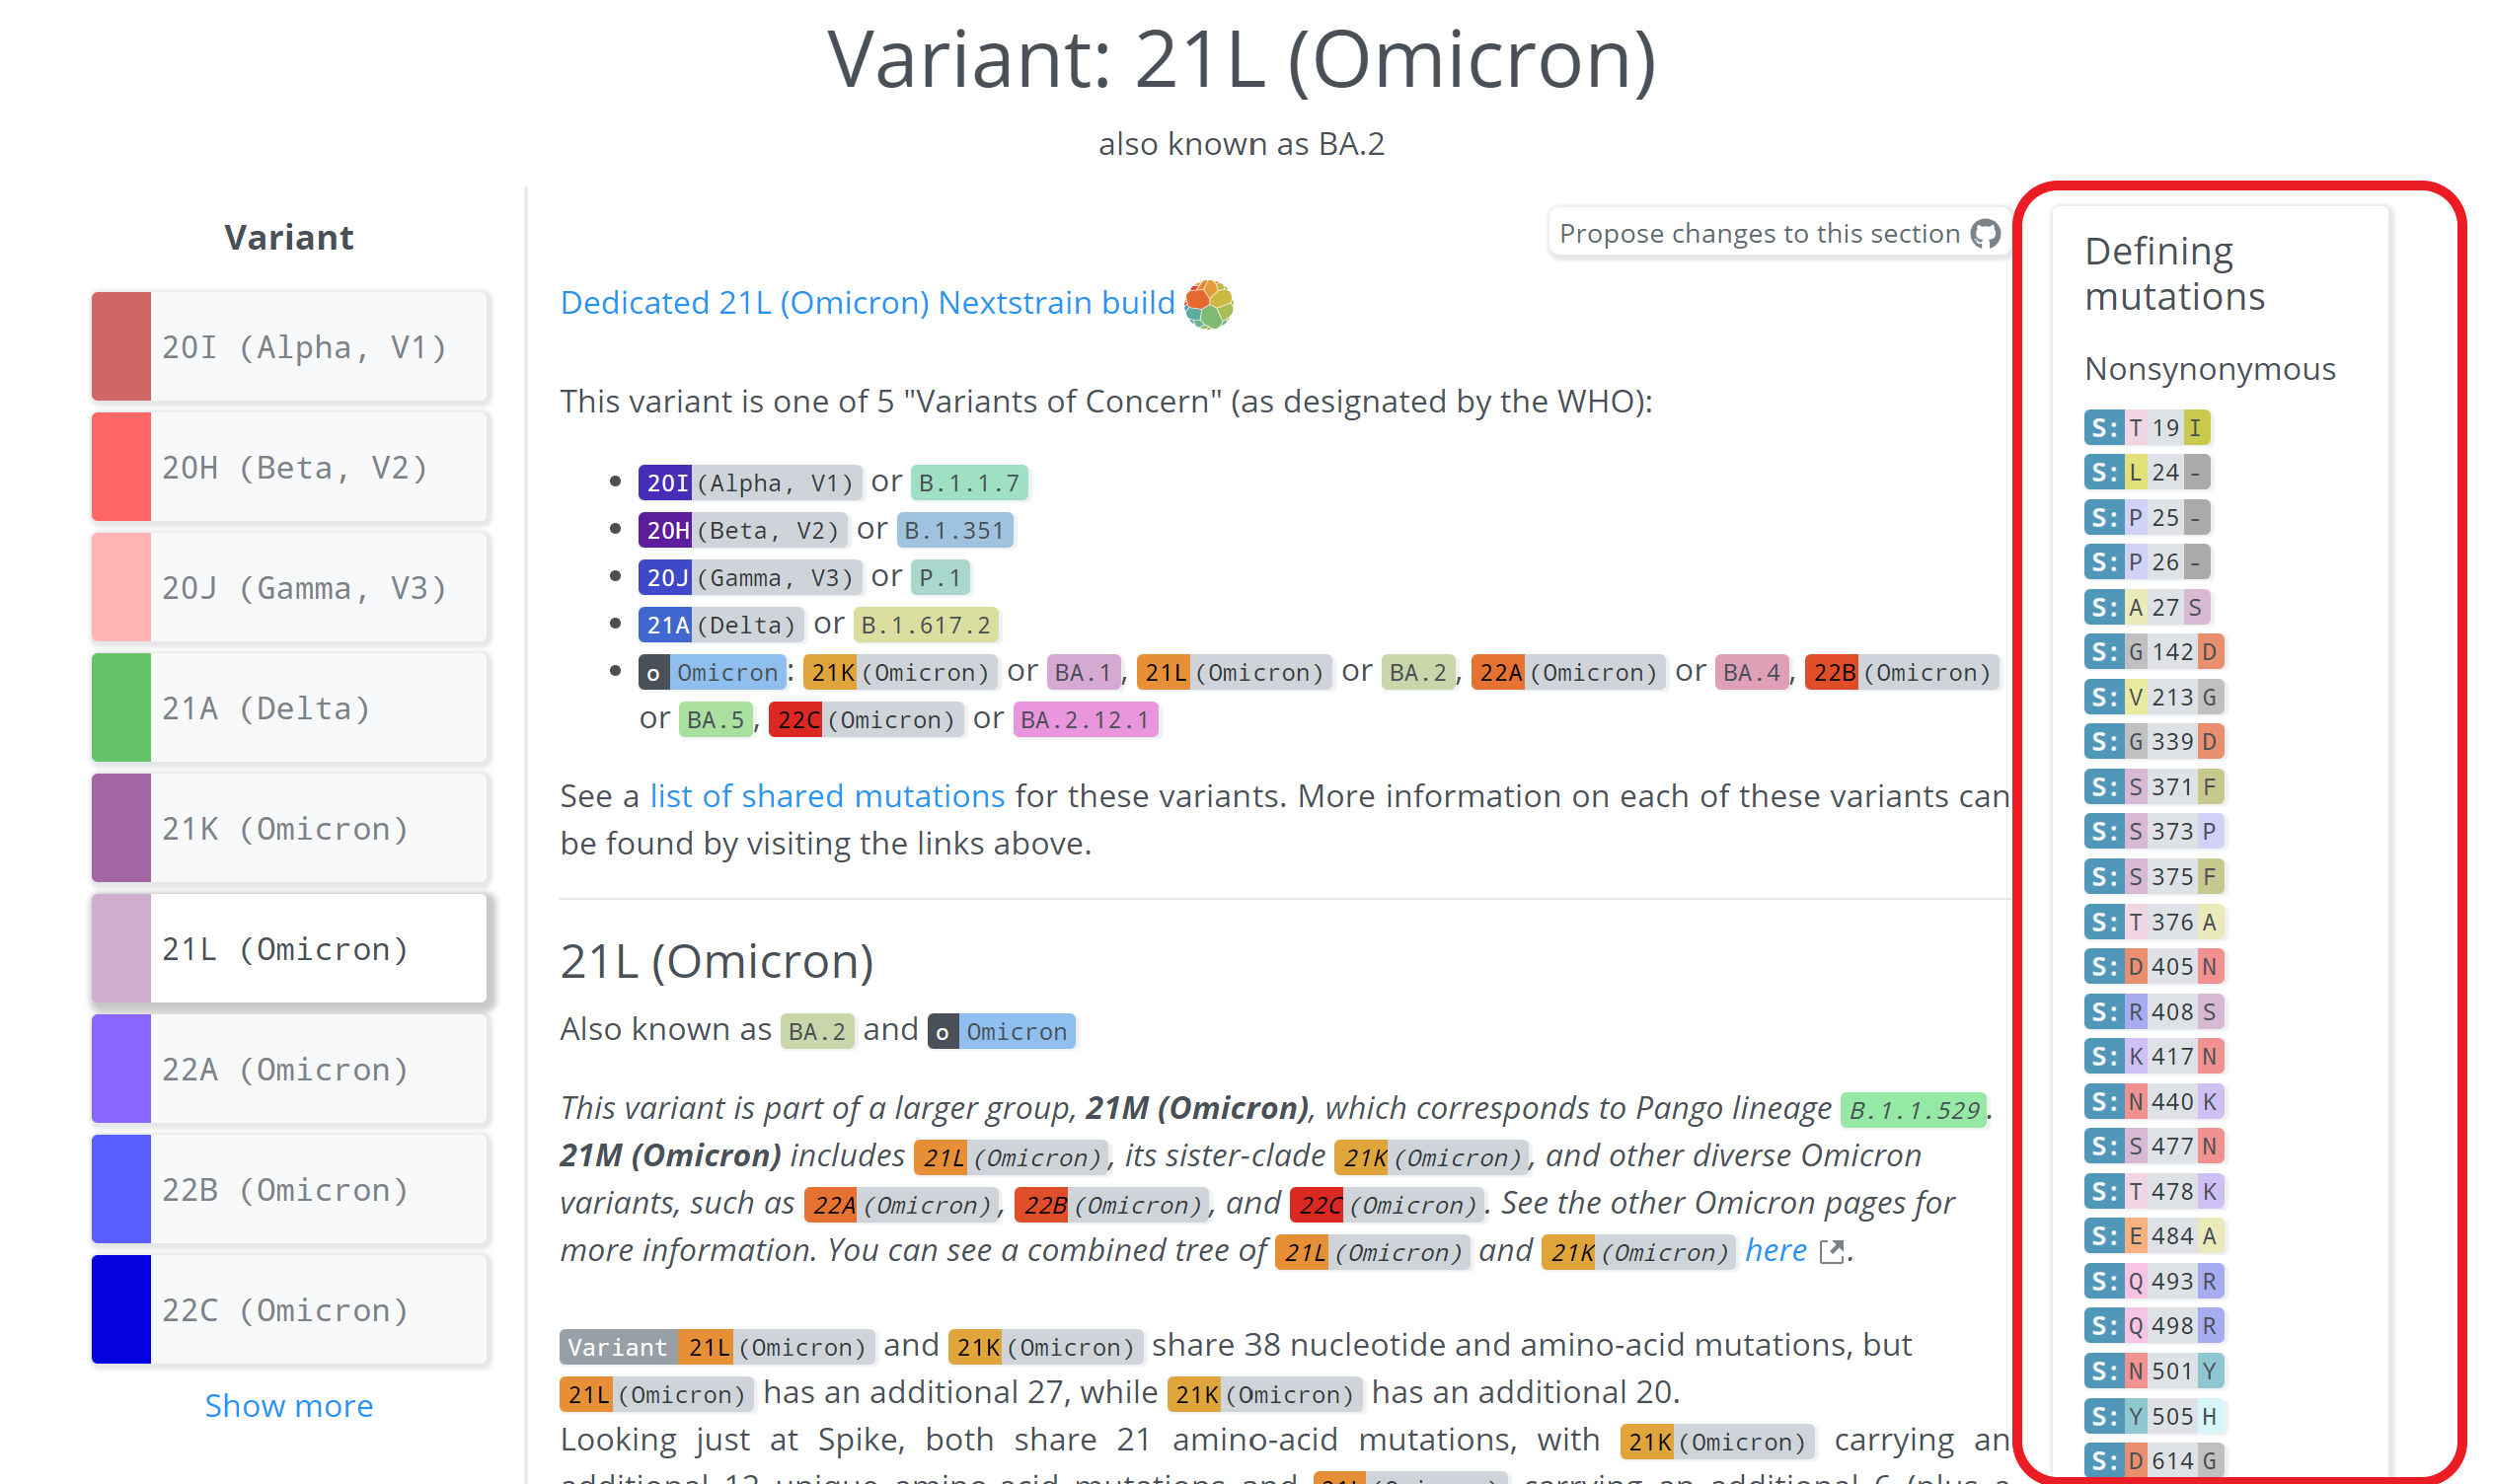 Variant: 21L (Omicron)
also known as BA.2
Variant
20I (Alpha, V1)
20H (Beta, V2)
20J (Gamma, V3)
21A (Delta)
21K (Omicron)
21L (Omicron)
22A (Omicron)
22B (Omicron)
22C (Omicron)
Show more
Propose changes to this section
Dedicated 21L (Omicron) Nextstrain build
This variant is one of 5 "Variants of Concern" (as designated by the WHO):
• 20I (Alpha, V1) or B.1.1.7
• 20H (Beta, V2) or B.1.351
• 20J (Gamma, V3) or P.1
• 21A (Delta) or B.1.617.2
• o Omicron: 21K (Omicron) or BA.1, 21L (Omicron) or BA.2, 22A (Omicron) or BA.4, 22B (Omicron)
or BA.5, 22C (Omicron) or BA.2.12.1
See a list of shared mutations for these variants. More information on each of these variants can
be found by visiting the links above.
21L (Omicron)
Also known as BA.2 and o Omicron
This variant is part of a larger group, 21M (Omicron), which corresponds to Pango lineage B.1.1.529.
21M (Omicron) includes 21L (Omicron), its sister-clade 21K (Omicron), and other diverse Omicron
variants, such as 22A (Omicron), 22B (Omicron), and 22C (Omicron). See the other Omicron pages for
more information. You can see a combined tree of 21L (Omicron) and 21K (Omicron) here.
Variant 21L (Omicron) and 21K (Omicron) share 38 nucleotide and amino-acid mutations, but
21L (Omicron) has an additional 27, while 21K (Omicron) has an additional 20.
Looking just at Spike, both share 21 amino-acid mutations, with 21K (Omicron) carrying an
Defining
mutations
Nonsynonymous
S: T 19 I
S: L 24 -
S: P 25 -
S: P 26 -
S: A 27 S
S: G 142 D
S: V 213 G
S: G 339 D
S: S 371 F
S: S 373 P
S: S 375 F
S: T 376 A
S: D 405 N
S: R 408 S
S: K 417 N
S: N 440 K
S: S 477 N
S: T 478 K
S: E 484 A
S: Q 493 R
S: Q 498 R
S: N 501 Y
S: Y 505 H
S: D 614 G